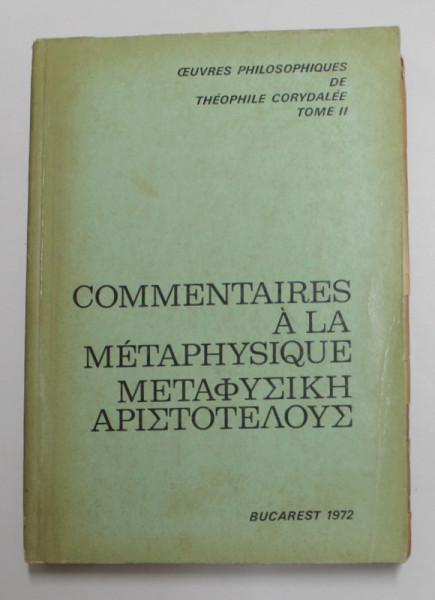 ŒUVRES PHILOSOPHIQUES
DE
THÉOPHILE CORYDALÉE
TOME II
COMMENTAIRES
À LA
MÉTAPHYSIQUE
ΜΕΤΑΦΥΣΙΚΗ
ΑΡΙΣΤΟΤΕΛΟΥΣ
BUCAREST 1972